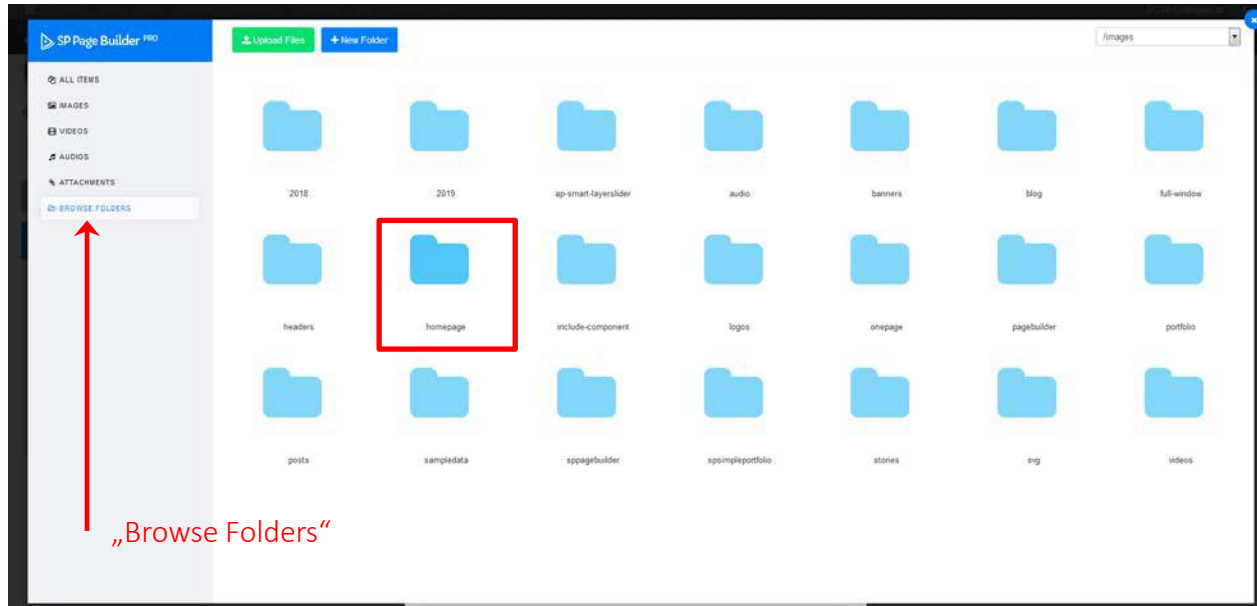 SP Page Builder PRO
Upload Files
+ New Folder
/images
ALL ITEMS
IMAGES
VIDEOS
AUDIOS
ATTACHMENTS
BROWSE FOLDERS
2018
2019
ap-smart-layerslider
audio
banners
blog
full-window
headers
homepage
include-component
logos
onepage
pagebuilder
portfolio
posts
sampledata
sppagebuilder
spsimpleportfolio
stories
svg
videos
„Browse Folders“